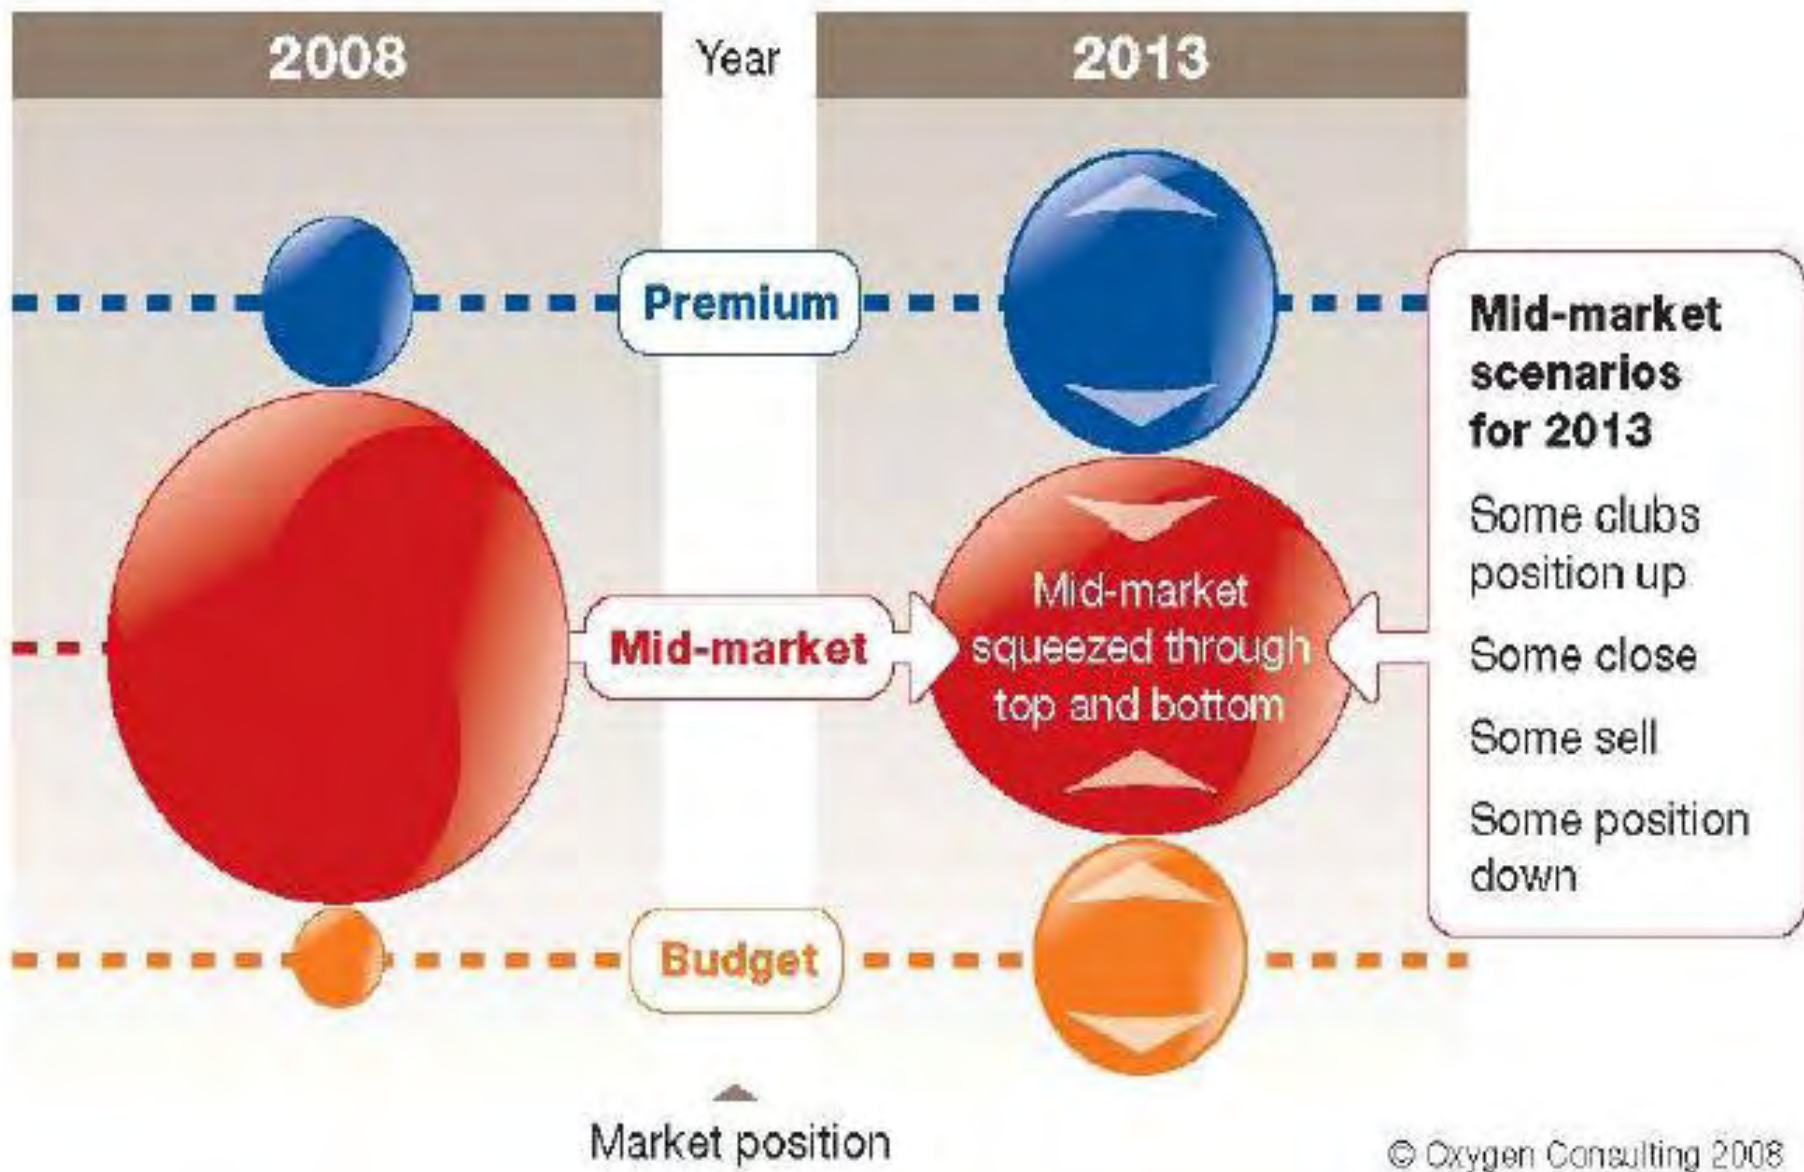 2008
Year
2013
Premium
Mid-market
scenarios
for 2013
Some clubs
position up
Some close
Some sell
Some position
down
Mid-market
Mid-market
squeezed through
top and bottom
Budget
Market position
© Oxygen Consulting 2008